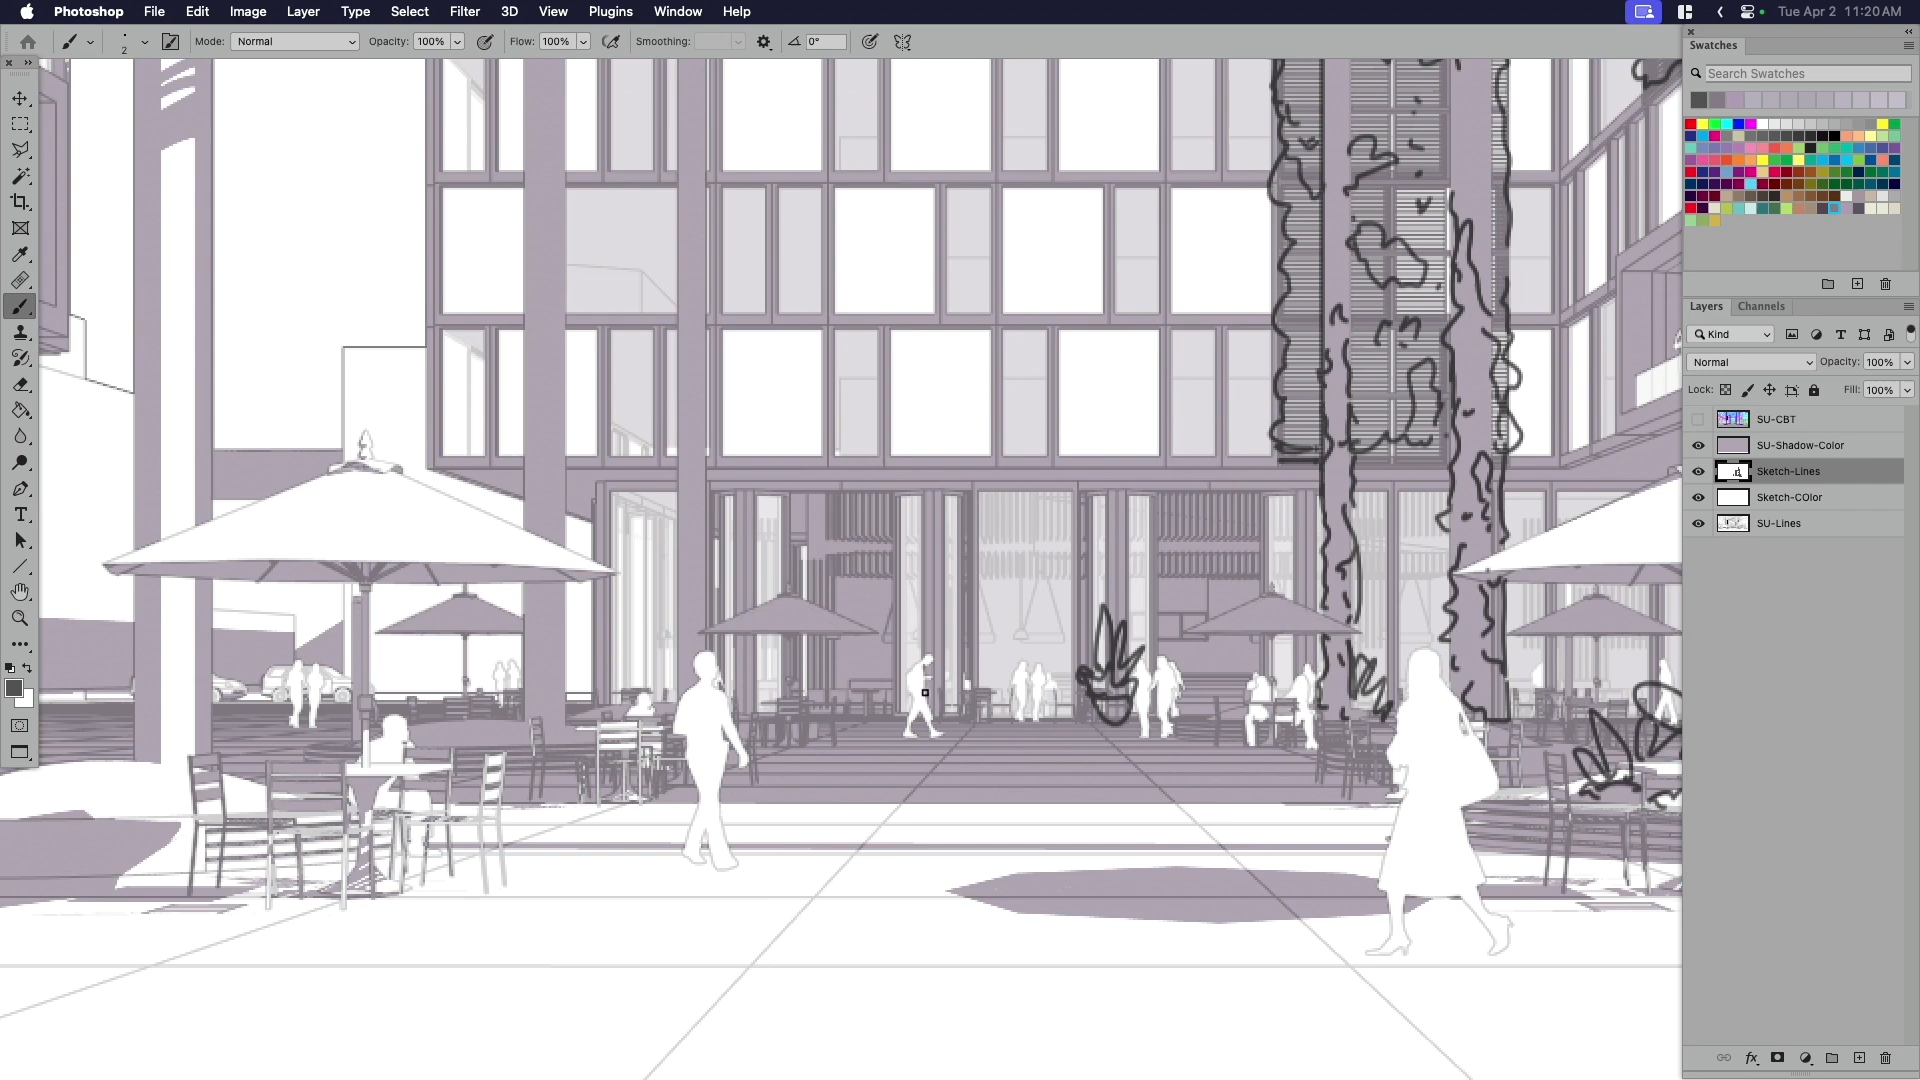 Photoshop File Edit Image Layer Type Select Filter 3D View Plugins Window Help Tue Apr 2 11:20 AM
2 Mode: Normal Opacity: 100% Flow: 100% Smoothing: 0°
Swatches
Search Swatches
Layers Channels
Kind
Normal Opacity: 100%
Lock: Fill: 100%
SU-CBT
SU-Shadow-Color
Sketch-Lines
Sketch-COlor
SU-Lines